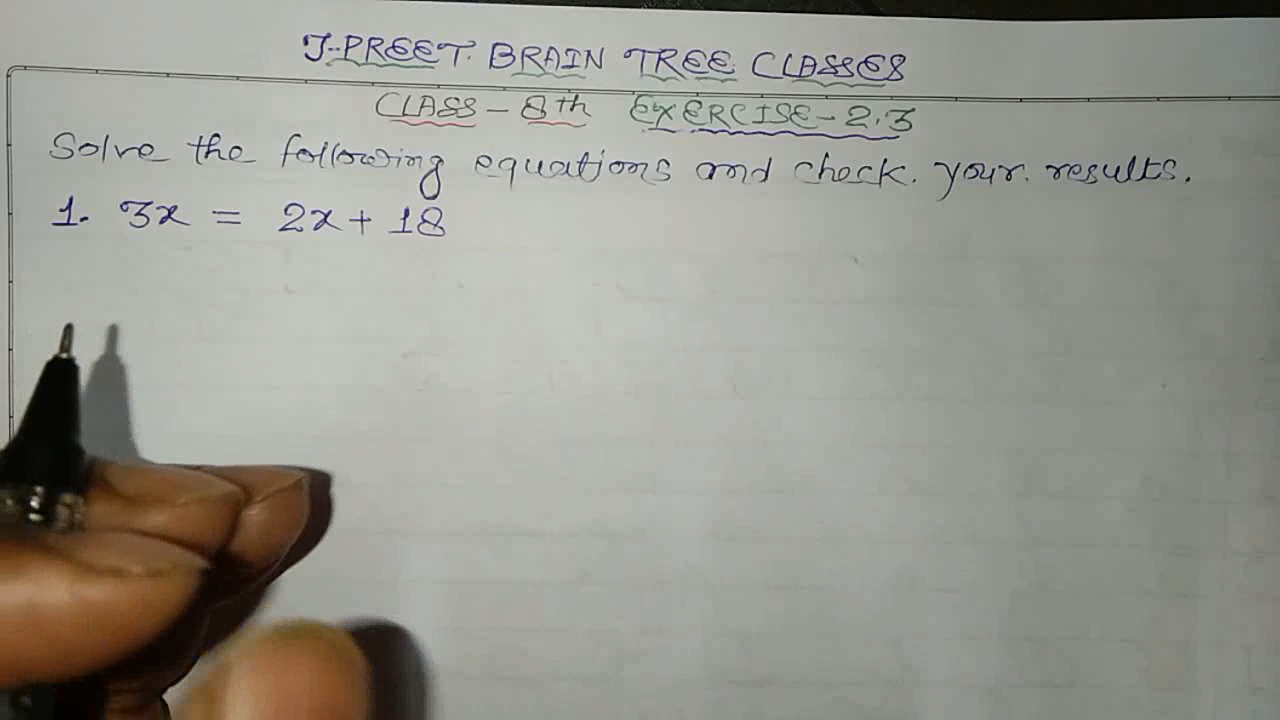 J-PREET BRAIN TREE CLASSES
CLASS-8th EXERCISE-2.3
Solve the following equations and check your results.
1. 3x = 2x + 18